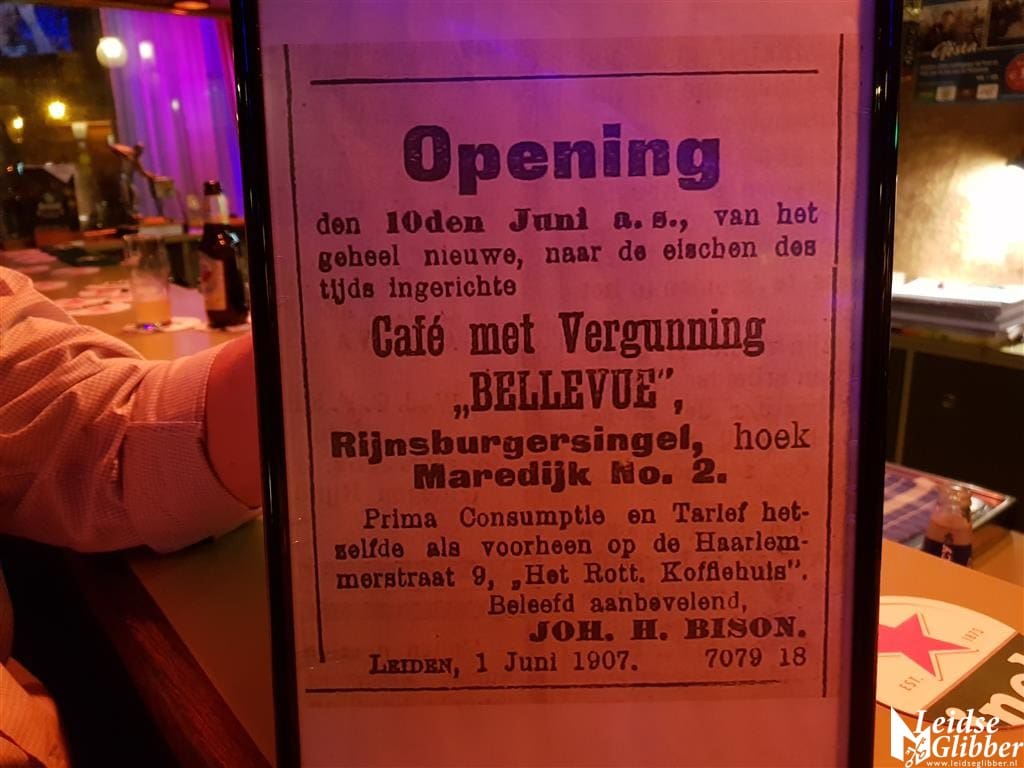 Opening
den 10den Juni a. s., van het
geheel nieuwe, naar de eischen des
tijds ingerichte
Café met Vergunning
„BELLEVUE”,
Rijnsburgersingel, hoek
Maredijk No. 2.
Prima Consumptie en Tarief het-
zelfde als voorheen op de Haarlem-
merstraat 9, „Het Rott. Koffiehuis”.
Beleefd aanbevelend,
JOH. H. BISON.
LEIDEN, 1 Juni 1907. 7079 18
1873
EST.
Leidse
Glibber
www.leidseglibber.nl